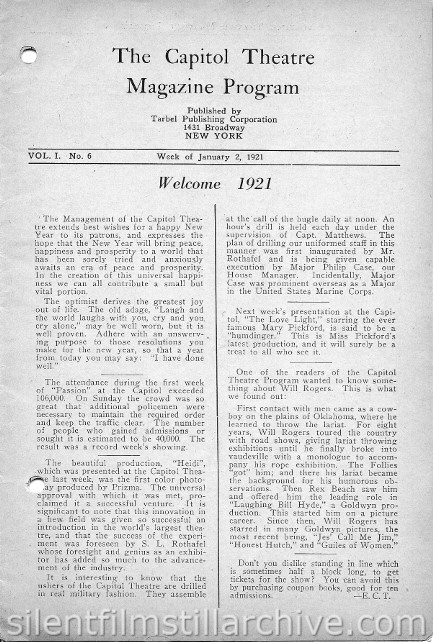 The Capitol Theatre
Magazine Program
Published by
Tarbel Publishing Corporation
1431 Broadway
NEW YORK
VOL. I. No. 6 Week of January 2, 1921
Welcome 1921
The Management of the Capitol Thea-
tre extends best wishes for a happy New
Year to its patrons, and expresses the
hope that the New Year will bring peace,
happiness and prosperity to a world that
has been sorely tried and anxiously
awaits an era of peace and prosperity.
In the creation of this universal happi-
ness we can all contribute a small but
vital portion.
The optimist derives the greatest joy
out of life. The old adage, "Laugh and
the world laughs with you, cry and you
cry alone," may be well worn, but it is
well proven. Adhere with an unswerv-
ing purpose to those resolutions you
make for the new year, so that a year
from today you may say: "I have done
well."
The attendance during the first week
of "Passion" at the Capitol exceeded
106,000. On Sunday the crowd was so
great that additional policemen were
necessary to maintain the required order
and keep the traffic clear. The number
of people who gained admissions or
sought it is estimated to be 40,000. The
result was a record week's showing.
The beautiful production, "Heidi",
which was presented at the Capitol Thea-
tre last week, was the first color photo-
play produced by Prizma. The universal
approval with which it was met, pro-
claimed it a successful venture. It is
significant to note that this innovation in
a new field was given so successful an
introduction in the world's largest thea-
tre, and that the success of the experi-
ment was foreseen by S. L. Rothafel
whose foresight and genius as an exhibi-
tor has added so much to the advance-
ment of the industry.
It is interesting to know that the
ushers of the Capitol Theatre are drilled
in real military fashion. They assemble
at the call of the bugle daily at noon. An
hour's drill is held each day under the
supervision of Capt. Matthews. The
plan of drilling our uniformed staff in this
manner was first inaugurated by Mr.
Rothafel and is being given capable
execution by Major Philip Case, our
House Manager. Incidentally, Major
Case was prominent overseas as a Major
in the United States Marine Corps.
Next week's presentation at the Capi-
tol, "The Love Light," starring the ever
famous Mary Pickford, is said to be a
"humdinger." This is Miss Pickford's
latest production, and it will surely be a
treat to all who see it.
One of the readers of the Capitol
Theatre Program wanted to know some-
thing about Will Rogers. This is what
we found out:
First contact with men came as a cow-
boy on the plains of Oklahoma, where he
learned to throw the lariat. For eight
years, Will Rogers toured the country
with road shows, giving lariat throwing
exhibitions until he finally broke into
vaudeville with a monologue to accom-
pany his rope exhibition. The Follies
"got" him; and there his lariat became
the background for his humorous ob-
servations. Then Rex Beach saw him
and offered him the leading role in
"Laughing Bill Hyde," a Goldwyn pro-
duction. This started him on a picture
career. Since then, Will Rogers has
starred in many Goldwyn pictures, the
most recent being, "Jes' Call Me Jim,"
"Honest Hutch," and "Guiles of Women."
Don't you dislike standing in line which
is sometimes half a block long, to get
tickets for the show? You can avoid this
by purchasing coupon books, good for ten
admissions. —E. C. T.
silentfilmstillarchive.com